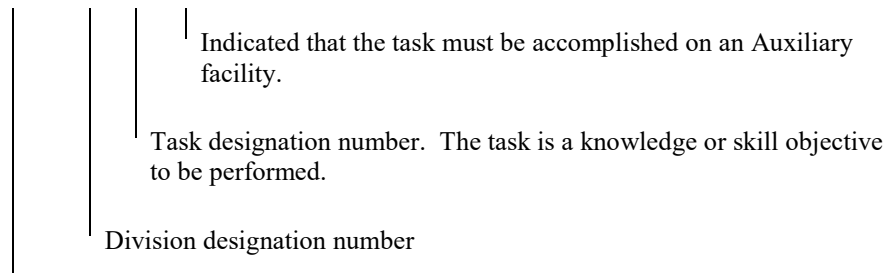 Indicated that the task must be accomplished on an Auxiliary
facility.
Task designation number.  The task is a knowledge or skill objective
to be performed.
Division designation number